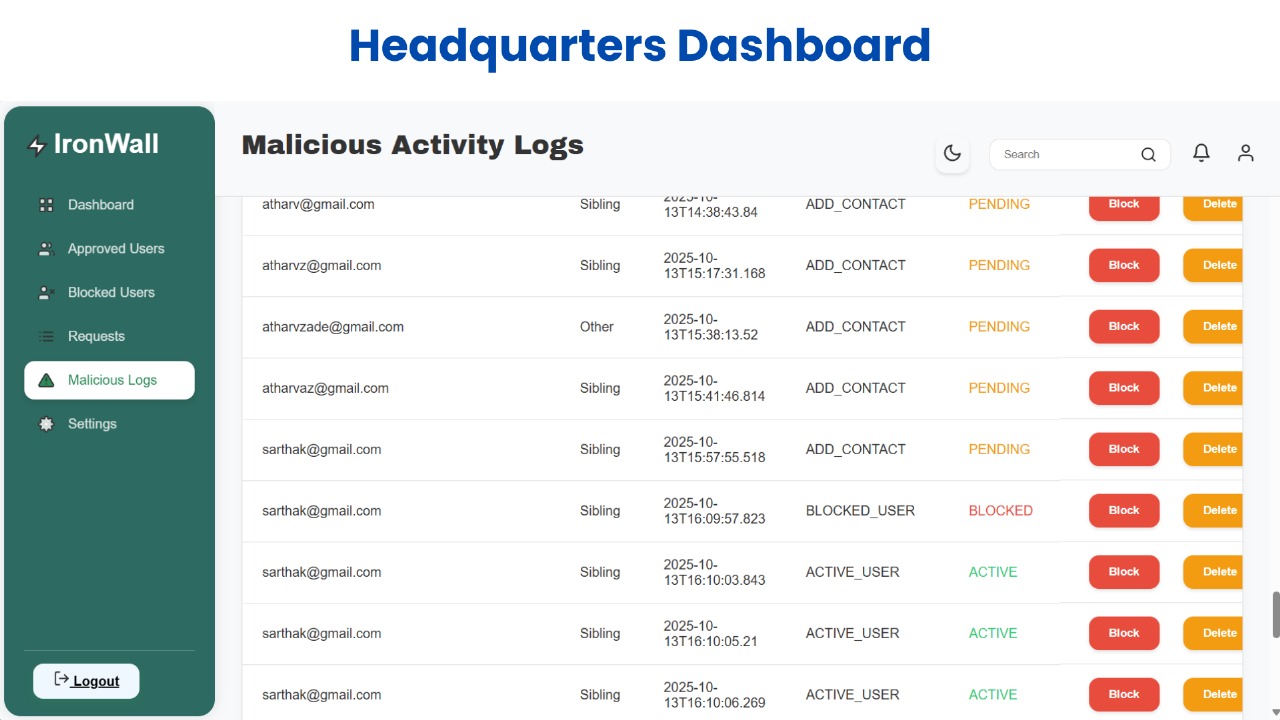 Headquarters Dashboard
IronWall
Malicious Activity Logs
Search
Dashboard
Approved Users
Blocked Users
Requests
Malicious Logs
Settings
Logout
atharv@gmail.com Sibling 2025-10-
13T14:38:43.84 ADD_CONTACT PENDING Block Delete
atharvz@gmail.com Sibling 2025-10-
13T15:17:31.168 ADD_CONTACT PENDING Block Delete
atharvzade@gmail.com Other 2025-10-
13T15:38:13.52 ADD_CONTACT PENDING Block Delete
atharvaz@gmail.com Sibling 2025-10-
13T15:41:46.814 ADD_CONTACT PENDING Block Delete
sarthak@gmail.com Sibling 2025-10-
13T15:57:55.518 ADD_CONTACT PENDING Block Delete
sarthak@gmail.com Sibling 2025-10-
13T16:09:57.823 BLOCKED_USER BLOCKED Block Delete
sarthak@gmail.com Sibling 2025-10-
13T16:10:03.843 ACTIVE_USER ACTIVE Block Delete
sarthak@gmail.com Sibling 2025-10-
13T16:10:05.21 ACTIVE_USER ACTIVE Block Delete
sarthak@gmail.com Sibling 2025-10-
13T16:10:06.269 ACTIVE_USER ACTIVE Block Delete